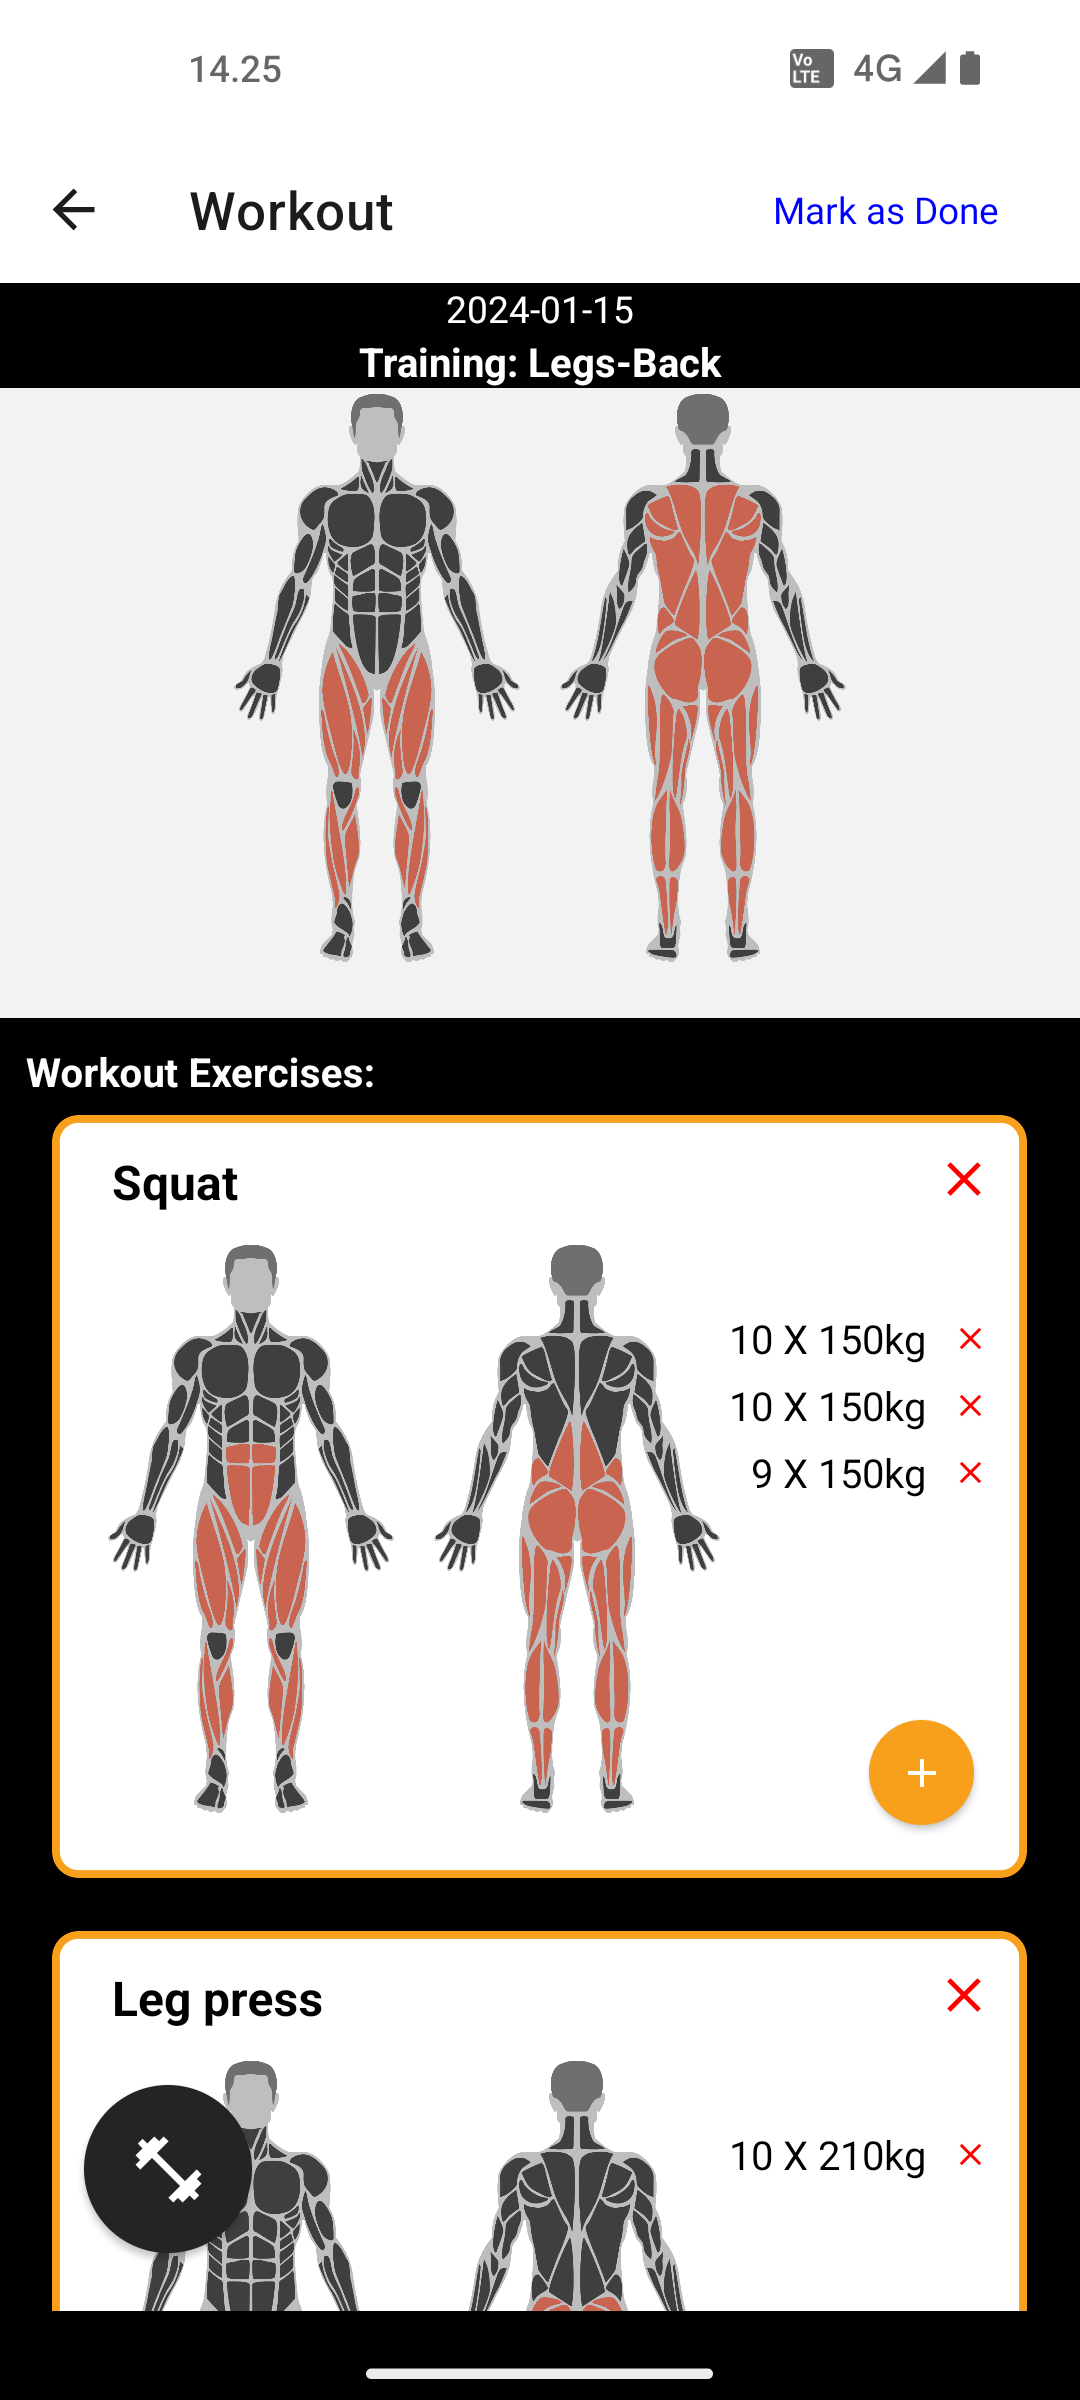 14.25
Vo
LTE
4G
Workout
Mark as Done
2024-01-15
Training: Legs-Back
Workout Exercises:
Squat
10 X 150kg
10 X 150kg
9 X 150kg
Leg press
10 X 210kg